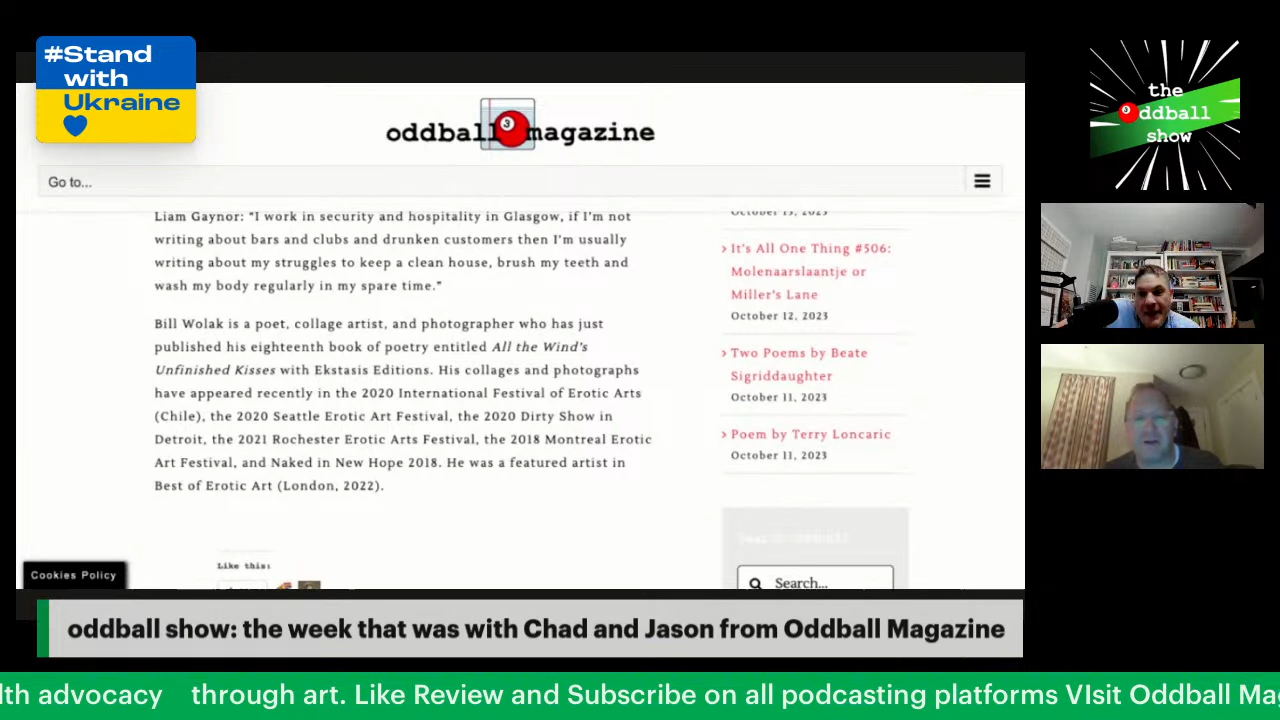 #Stand
with
Ukraine
oddball 3 magazine
Go to...
Liam Gaynor: "I work in security and hospitality in Glasgow, if I'm not
writing about bars and clubs and drunken customers then I'm usually
writing about my struggles to keep a clean house, brush my teeth and
wash my body regularly in my spare time."
Bill Wolak is a poet, collage artist, and photographer who has just
published his eighteenth book of poetry entitled All the Wind's
Unfinished Kisses with Ekstasis Editions. His collages and photographs
have appeared recently in the 2020 International Festival of Erotic Arts
(Chile), the 2020 Seattle Erotic Art Festival, the 2020 Dirty Show in
Detroit, the 2021 Rochester Erotic Arts Festival, the 2018 Montreal Erotic
Art Festival, and Naked in New Hope 2018. He was a featured artist in
Best of Erotic Art (London, 2022).
Like this:
Cookies Policy
October 13, 2023
› It's All One Thing #506:
Molenaarslaantje or
Miller's Lane
October 12, 2023
› Two Poems by Beate
Sigriddaughter
October 11, 2023
› Poem by Terry Loncaric
October 11, 2023
Search...
the
3ddball
show
oddball show: the week that was with Chad and Jason from Oddball Magazine
lth advocacy through art. Like Review and Subscribe on all podcasting platforms VIsit Oddball Mag